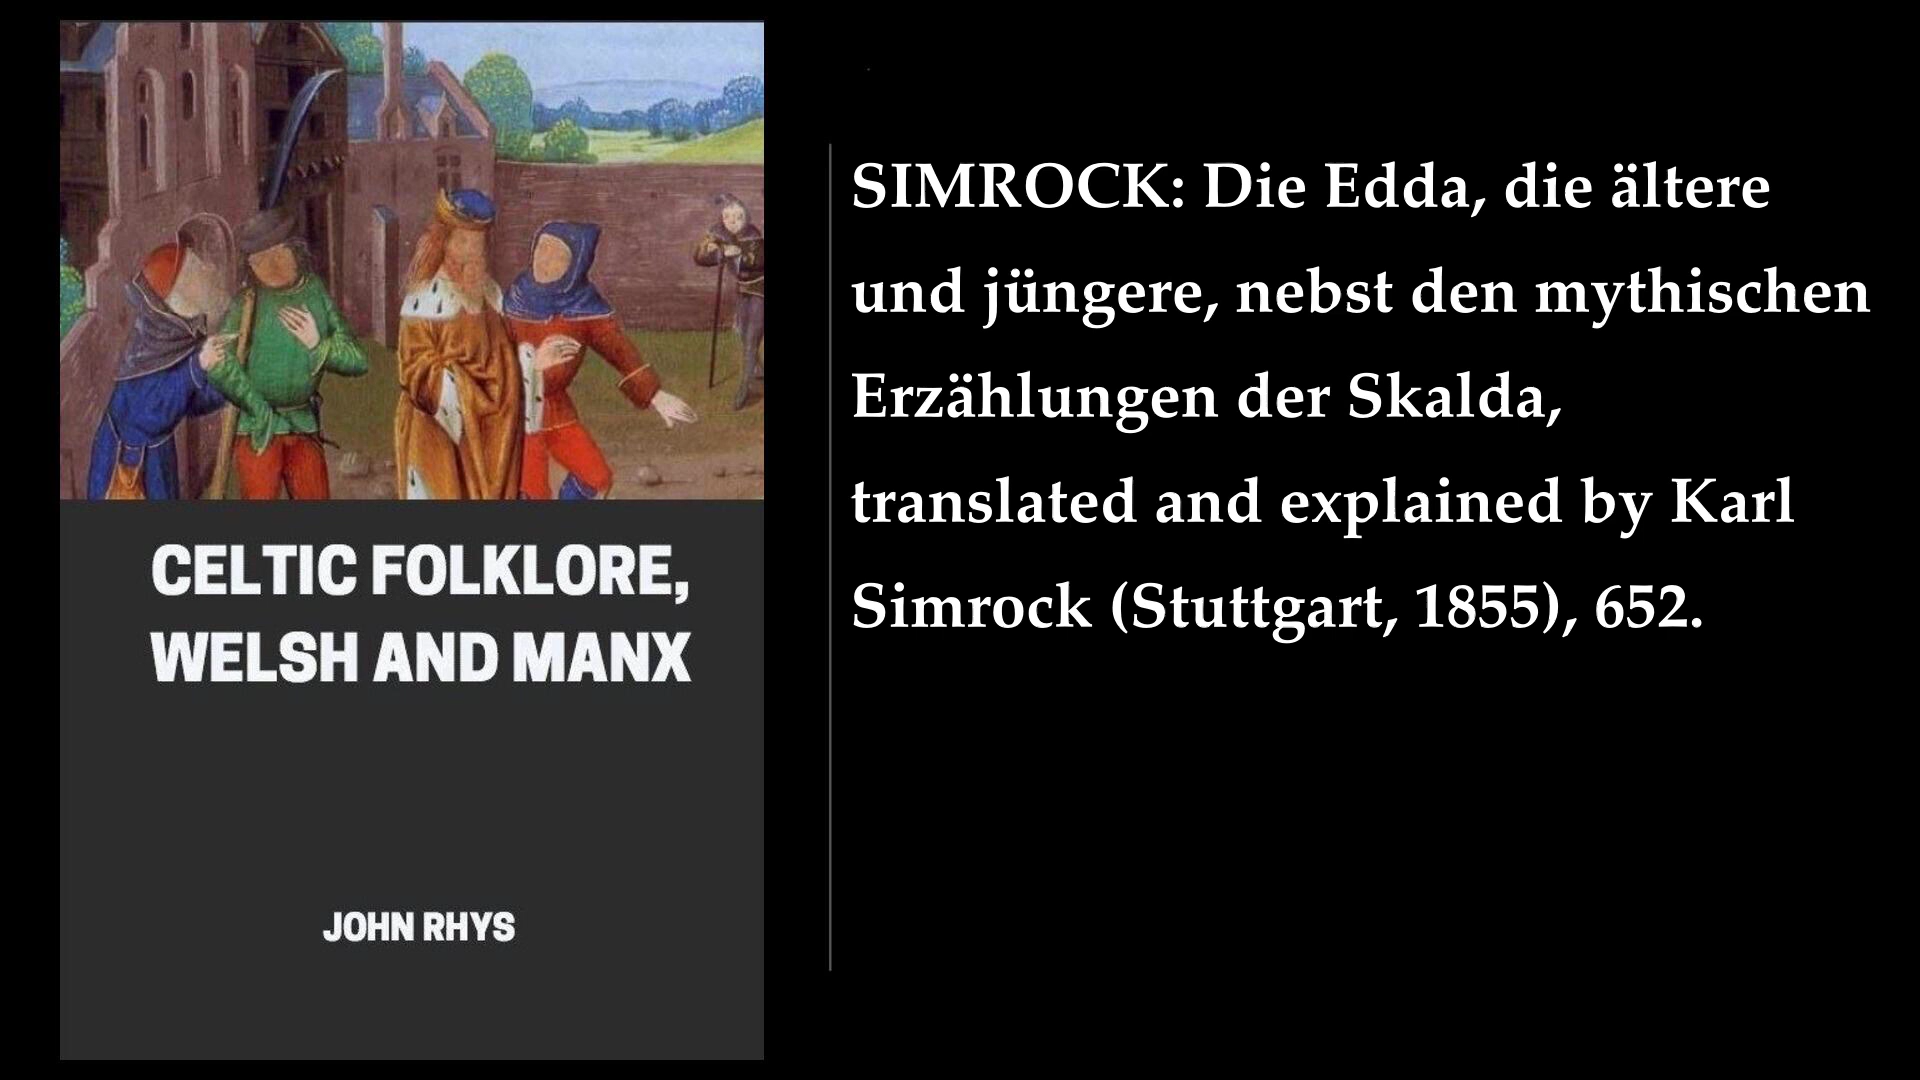 CELTIC FOLKLORE,
WELSH AND MANX
JOHN RHYS
SIMROCK: Die Edda, die ältere
und jüngere, nebst den mythischen
Erzählungen der Skalda,
translated and explained by Karl
Simrock (Stuttgart, 1855), 652.